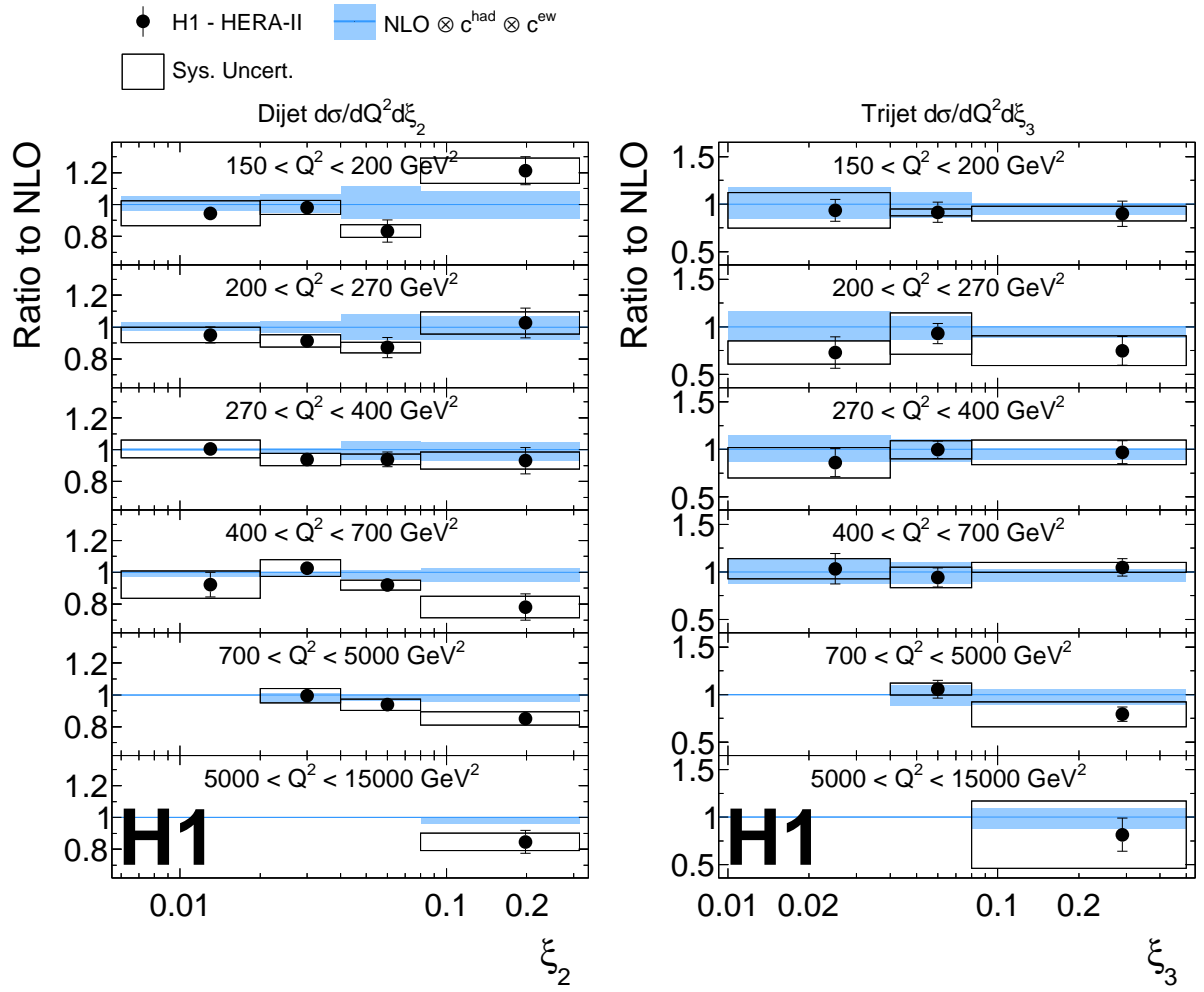 H1 - HERA-II
NLO ⊗ c^had ⊗ c^ew
Sys. Uncert.
Dijet dσ/dQ²dξ₂
Ratio to NLO
150 < Q² < 200 GeV²
1.2
1
0.8
200 < Q² < 270 GeV²
1.2
1
0.8
270 < Q² < 400 GeV²
1.2
1
0.8
400 < Q² < 700 GeV²
1.2
1
0.8
700 < Q² < 5000 GeV²
1.2
1
0.8
5000 < Q² < 15000 GeV²
1.2
1
0.8
H1
0.01 0.1 0.2
ξ₂
Trijet dσ/dQ²dξ₃
Ratio to NLO
150 < Q² < 200 GeV²
1.5
1
0.5
200 < Q² < 270 GeV²
1.5
1
0.5
270 < Q² < 400 GeV²
1.5
1
0.5
400 < Q² < 700 GeV²
1.5
1
0.5
700 < Q² < 5000 GeV²
1.5
1
0.5
5000 < Q² < 15000 GeV²
1.5
1
0.5
H1
0.01 0.02 0.1 0.2
ξ₃